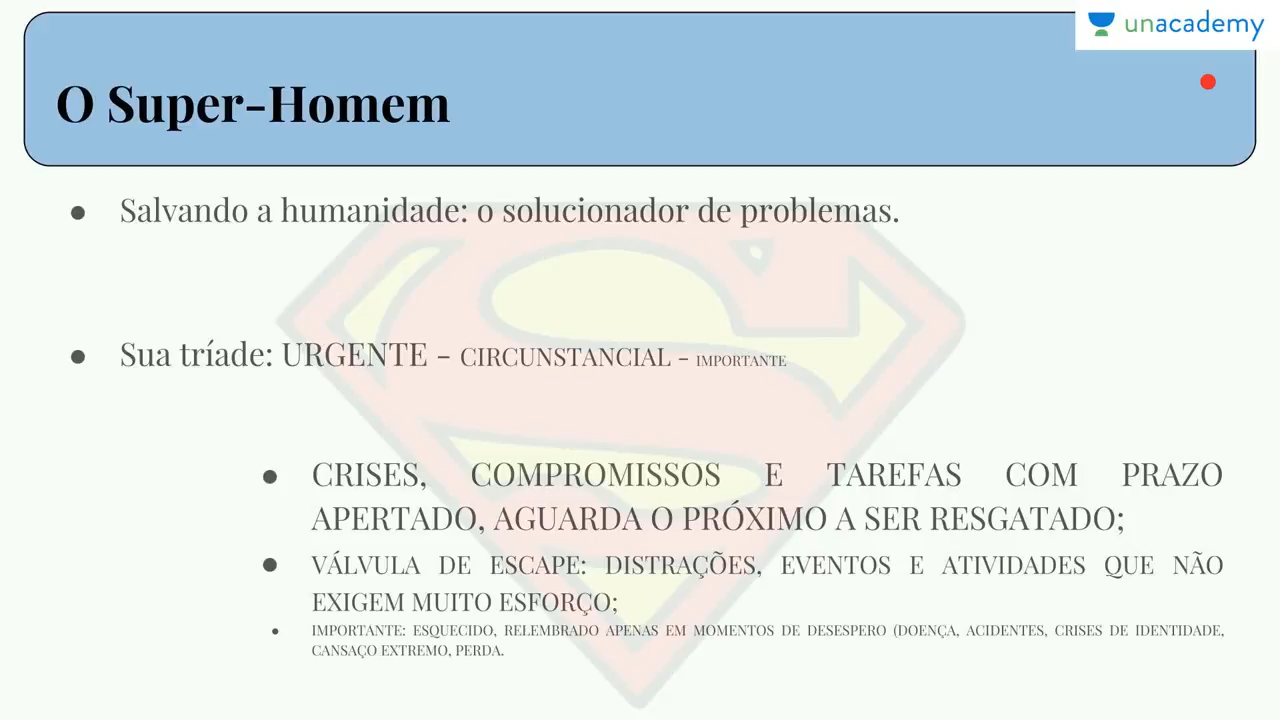 unacademy
O Super-Homem
● Salvando a humanidade: o solucionador de problemas.
● Sua tríade: URGENTE - CIRCUNSTANCIAL - IMPORTANTE
● CRISES, COMPROMISSOS E TAREFAS COM PRAZO
APERTADO, AGUARDA O PRÓXIMO A SER RESGATADO;
● VÁLVULA DE ESCAPE: DISTRAÇÕES, EVENTOS E ATIVIDADES QUE NÃO
EXIGEM MUITO ESFORÇO;
● IMPORTANTE: ESQUECIDO, RELEMBRADO APENAS EM MOMENTOS DE DESESPERO (DOENÇA, ACIDENTES, CRISES DE IDENTIDADE,
CANSAÇO EXTREMO, PERDA.